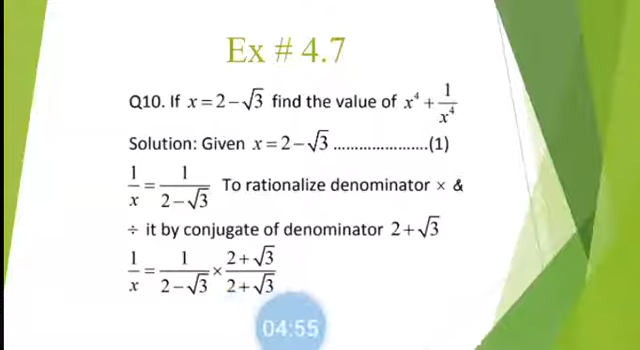 Ex # 4.7
Q10. If x = 2 − √3 find the value of x⁴ + 1/x⁴
Solution: Given x = 2 − √3 ......................(1)
1/x = 1/(2 − √3) To rationalize denominator × &
÷ it by conjugate of denominator 2 + √3
1/x = 1/(2 − √3) × (2 + √3)/(2 + √3)
04:55